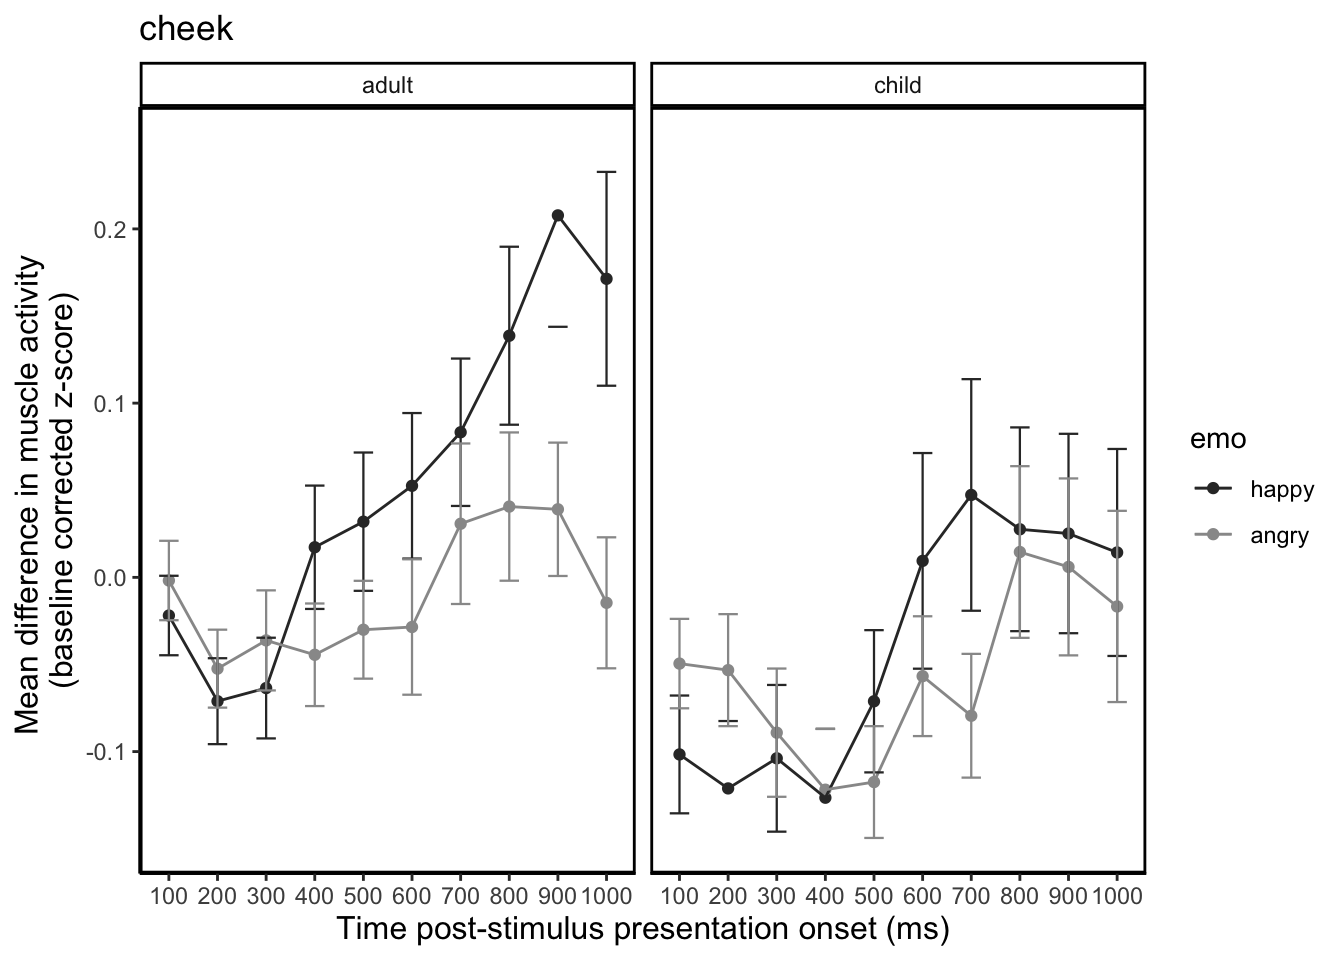 cheek
adult
child
Mean difference in muscle activity
(baseline corrected z-score)
0.2
0.1
0.0
-0.1
100 200 300 400 500 600 700 800 900 1000
100 200 300 400 500 600 700 800 900 1000
Time post-stimulus presentation onset (ms)
emo
happy
angry